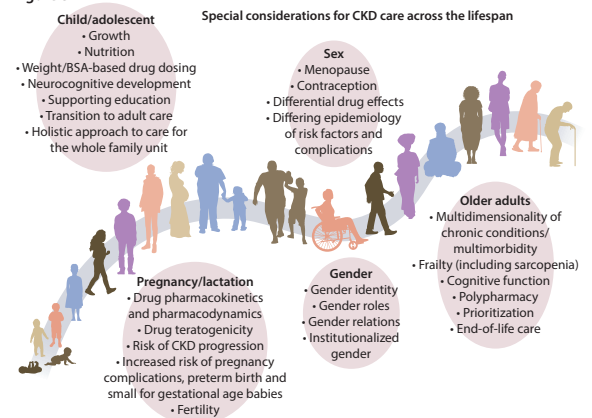 Special considerations for CKD care across the lifespan
Child/adolescent
• Growth
• Nutrition
• Weight/BSA-based drug dosing
• Neurocognitive development
• Supporting education
• Transition to adult care
• Holistic approach to care for
the whole family unit
Sex
• Menopause
• Contraception
• Differential drug effects
• Differing epidemiology
of risk factors and
complications
Older adults
• Multidimensionality of
chronic conditions/
multimorbidity
• Frailty (including sarcopenia)
• Cognitive function
• Polypharmacy
• Prioritization
• End-of-life care
Pregnancy/lactation
• Drug pharmacokinetics
and pharmacodynamics
• Drug teratogenicity
• Risk of CKD progression
• Increased risk of pregnancy
complications, preterm birth and
small for gestational age babies
• Fertility
Gender
• Gender identity
• Gender roles
• Gender relations
• Institutionalized
gender